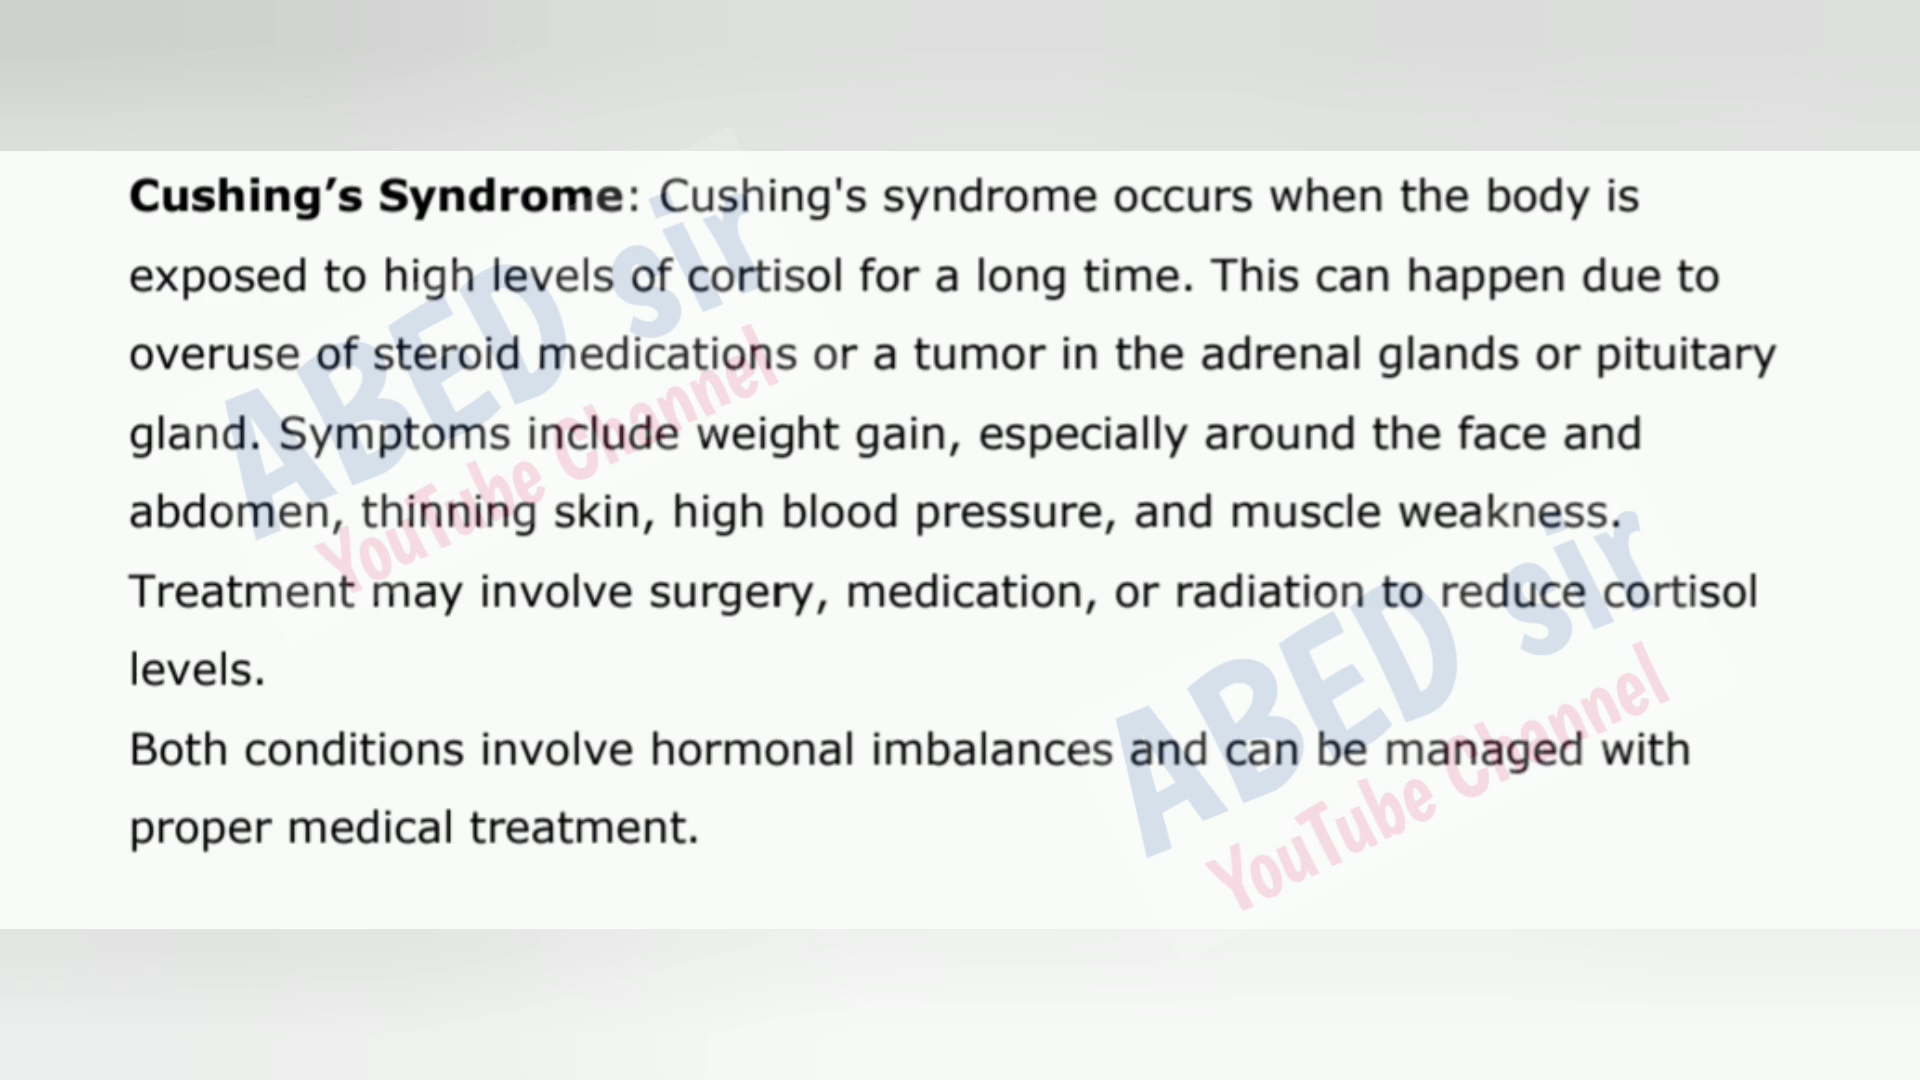 Cushing’s Syndrome: Cushing's syndrome occurs when the body is
exposed to high levels of cortisol for a long time. This can happen due to
overuse of steroid medications or a tumor in the adrenal glands or pituitary
gland. Symptoms include weight gain, especially around the face and
abdomen, thinning skin, high blood pressure, and muscle weakness.
Treatment may involve surgery, medication, or radiation to reduce cortisol
levels.
Both conditions involve hormonal imbalances and can be managed with
proper medical treatment.
ABED sir
YouTube Channel
ABED sir
YouTube Channel